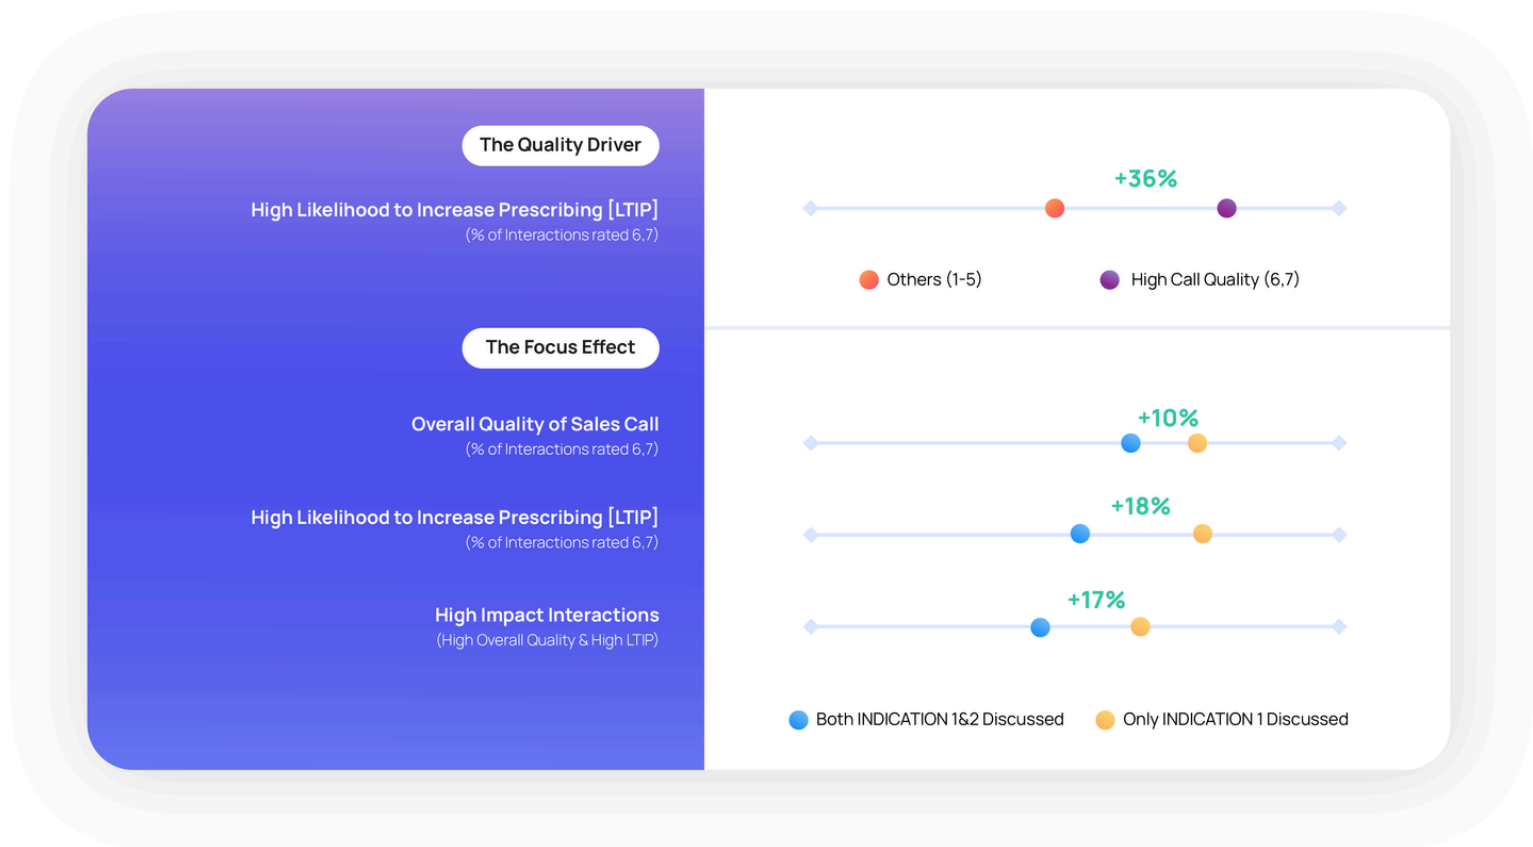 The Quality Driver
High Likelihood to Increase Prescribing [LTIP]
(% of Interactions rated 6,7)
+36%
Others (1-5)
High Call Quality (6,7)
The Focus Effect
Overall Quality of Sales Call
(% of Interactions rated 6,7)
+10%
High Likelihood to Increase Prescribing [LTIP]
(% of Interactions rated 6,7)
+18%
High Impact Interactions
(High Overall Quality & High LTIP)
+17%
Both INDICATION 1&2 Discussed
Only INDICATION 1 Discussed